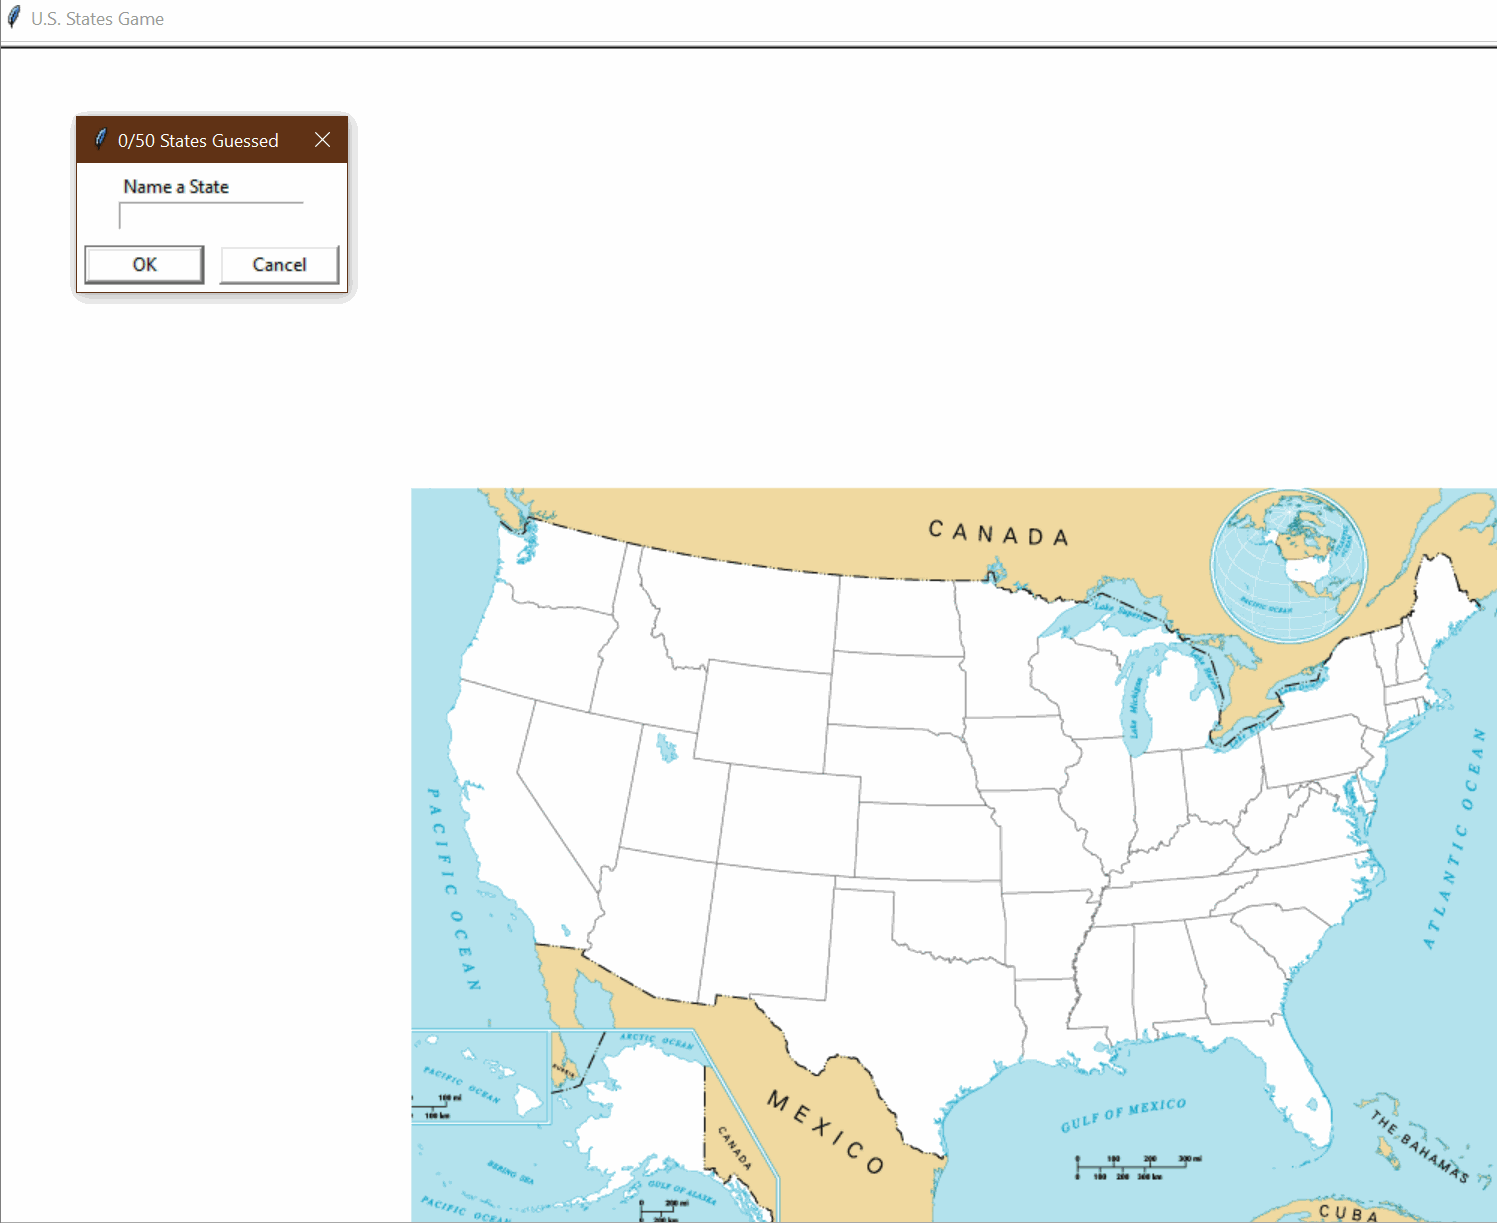 U.S. States Game
0/50 States Guessed
Name a State
OK
Cancel
CANADA
Lake Superior
Lake Michigan
PACIFIC OCEAN
PACIFIC OCEAN
ATLANTIC OCEAN
ARCTIC OCEAN
RUSSIA
PACIFIC OCEAN
100 mi
100 km
MEXICO
CANADA
GULF OF MEXICO
THE BAHAMAS
0 100 200 300 mi
0 100 200 300 km
BERING SEA
GULF OF ALASKA
PACIFIC OCEAN
0 200 mi
0 200 km
CUBA